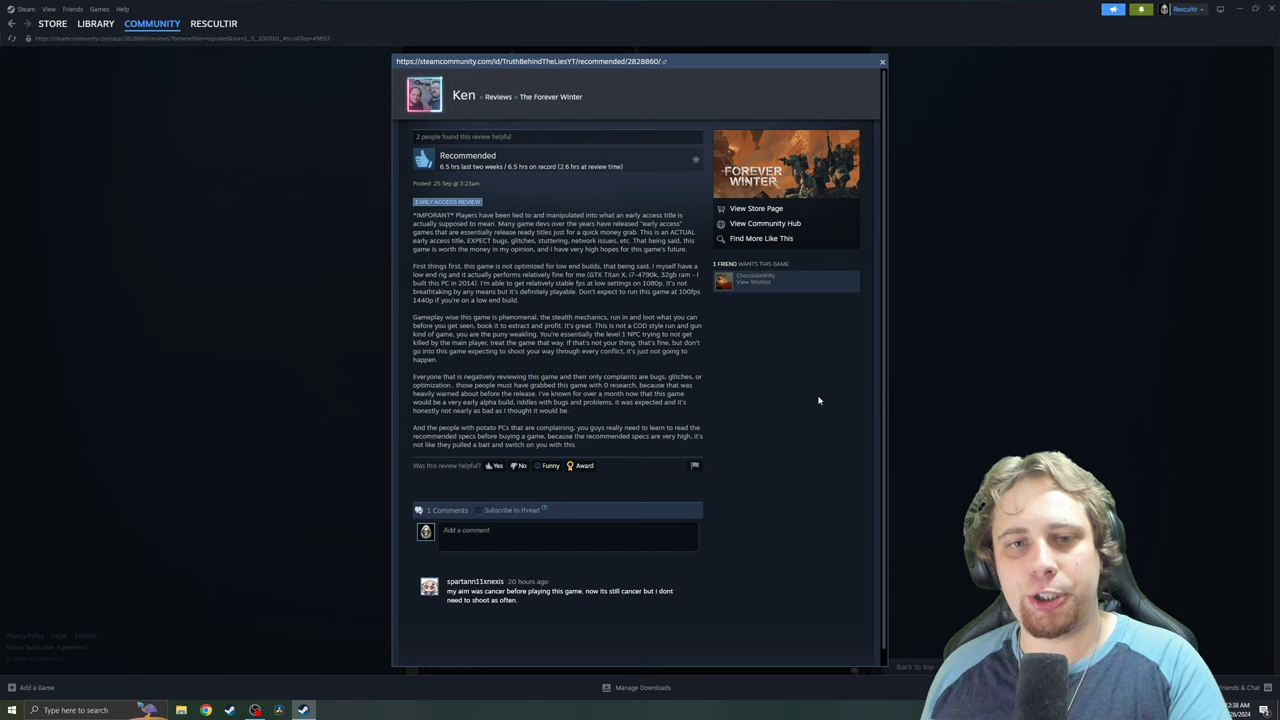 Steam View Friends Games Help
Rescultir
STORE LIBRARY COMMUNITY RESCULTIR
https://steamcommunity.com/id/TruthBehindTheLiesYT/recommended/2828860/
Ken » Reviews » The Forever Winter
2 people found this review helpful
Recommended
6.5 hrs last two weeks / 6.5 hrs on record (2.6 hrs at review time)
Posted: 25 Sep @ 3:23am
EARLY ACCESS REVIEW
*IMPORANT* Players have been lied to and manipulated into what an early access title is
actually supposed to mean. Many game devs over the years have released "early access"
games that are essentially release ready titles just for a quick money grab. This is an ACTUAL
early access title, EXPECT bugs, glitches, stuttering, network issues, etc. That being said, this
game is worth the money in my opinion, and I have very high hopes for this game's future.
First things first, this game is not optimized for low end builds, that being said, I myself have a
low end rig and it actually performs relatively fine for me (GTX Titan X, i7-4790k, 32gb ram - I
built this PC in 2014). I'm able to get relatively stable fps at low settings on 1080p. It's not
breathtaking by any means but it's definitely playable. Don't expect to run this game at 100fps
1440p if you're on a low end build.
Gameplay wise this game is phenomenal, the stealth mechanics, run in and loot what you can
before you get seen, book it to extract and profit. It's great. This is not a COD style run and gun
kind of game, you are the puny weakling. You're essentially the level 1 NPC trying to not get
killed by the main player, treat the game that way. If that's not your thing, that's fine, but don't
go into this game expecting to shoot your way through every conflict, it's just not going to
happen.
Everyone that is negatively reviewing this game and their only complaints are bugs, glitches, or
optimization,. those people must have grabbed this game with 0 research, because that was
heavily warned about before the release. I've known for over a month now that this game
would be a very early alpha build, riddles with bugs and problems, it was expected and it's
honestly not nearly as bad as I thought it would be.
And the people with potato PCs that are complaining, you guys really need to learn to read the
recommended specs before buying a game, because the recommended specs are very high, it's
not like they pulled a bait and switch on you with this.
Was this review helpful? Yes No Funny Award
1 Comments Subscribe to thread (?)
Add a comment
spartann11xnexis 20 hours ago
my aim was cancer before playing this game. now its still cancer but i dont
need to shoot as often.
FOREVER
WINTER
View Store Page
View Community Hub
Find More Like This
1 FRIEND WANTS THIS GAME:
ChocolateWilly
View Wishlist
Privacy Policy Legal Cookies
Steam Subscriber Agreement
© Valve Corporation
Back to top
Add a Game
Manage Downloads
Friends & Chat
Type here to search